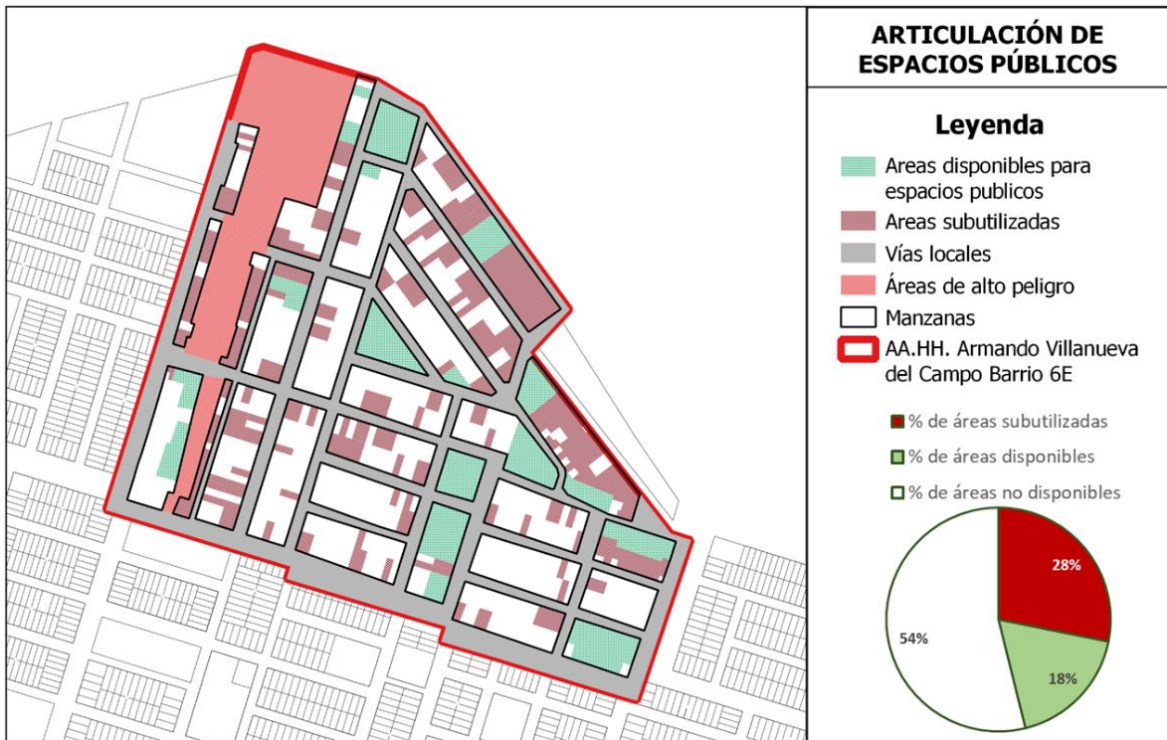 ARTICULACIÓN DE
ESPACIOS PÚBLICOS
Leyenda
Areas disponibles para
espacios publicos
Areas subutilizadas
Vías locales
Áreas de alto peligro
Manzanas
AA.HH. Armando Villanueva
del Campo Barrio 6E
% de áreas subutilizadas
% de áreas disponibles
% de áreas no disponibles
28%
54%
18%